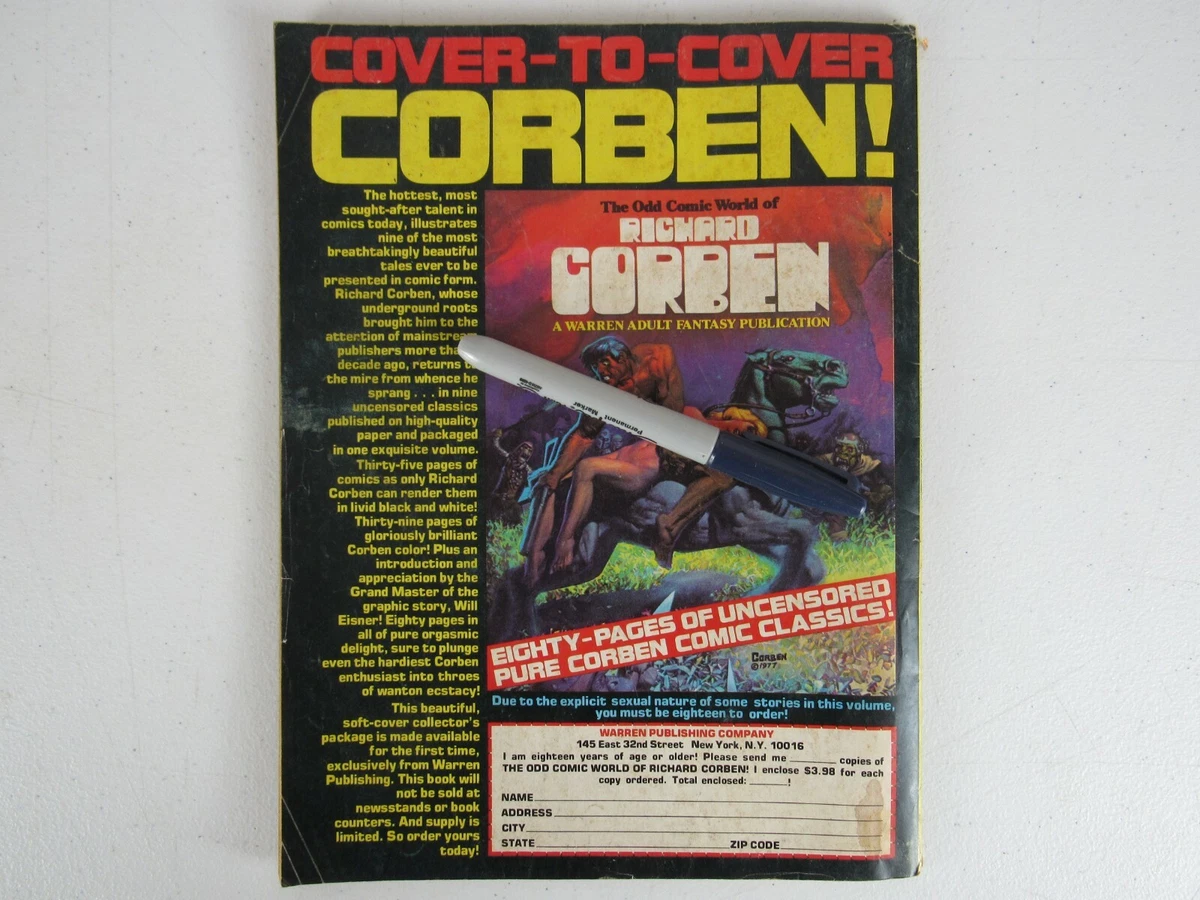 COVER-TO-COVER
CORBEN!
The hottest, most
sought-after talent in
comics today, illustrates
nine of the most
breathtakingly beautiful
tales ever to be
presented in comic form.
Richard Corben, whose
underground roots
brought him to the
attention of mainstream
publishers more
decade ago, returns
the mire from whence he
sprang . . . in nine
uncensored classics
published on high-quality
paper and packaged
in one exquisite volume.
Thirty-five pages of
comics as only Richard
Corben can render them
in livid black and white!
Thirty-nine pages of
gloriously brilliant
Corben color! Plus an
introduction and
appreciation by the
Grand Master of the
graphic story, Will
Eisner! Eighty pages in
all of pure orgasmic
delight, sure to plunge
even the hardiest Corben
enthusiast into throes
of wanton ecstacy!
This beautiful,
soft-cover collector's
package is made available
for the first time,
exclusively from Warren
Publishing. This book will
not be sold at
newsstands or book
counters. And supply is
limited. So order yours
today!
The Odd Comic World of
RICHARD
CORBEN
A WARREN ADULT FANTASY PUBLICATION
Permanent Marker
EIGHTY-PAGES OF UNCENSORED
PURE CORBEN COMIC CLASSICS!
CORBEN
©1977
Due to the explicit sexual nature of some stories in this volume,
you must be eighteen to order!
WARREN PUBLISHING COMPANY
145 East 32nd Street New York, N.Y. 10016
I am eighteen years of age or older! Please send me ______ copies of
THE ODD COMIC WORLD OF RICHARD CORBEN! I enclose $3.98 for each
copy ordered. Total enclosed: ______!
NAME
ADDRESS
CITY
STATE ZIP CODE